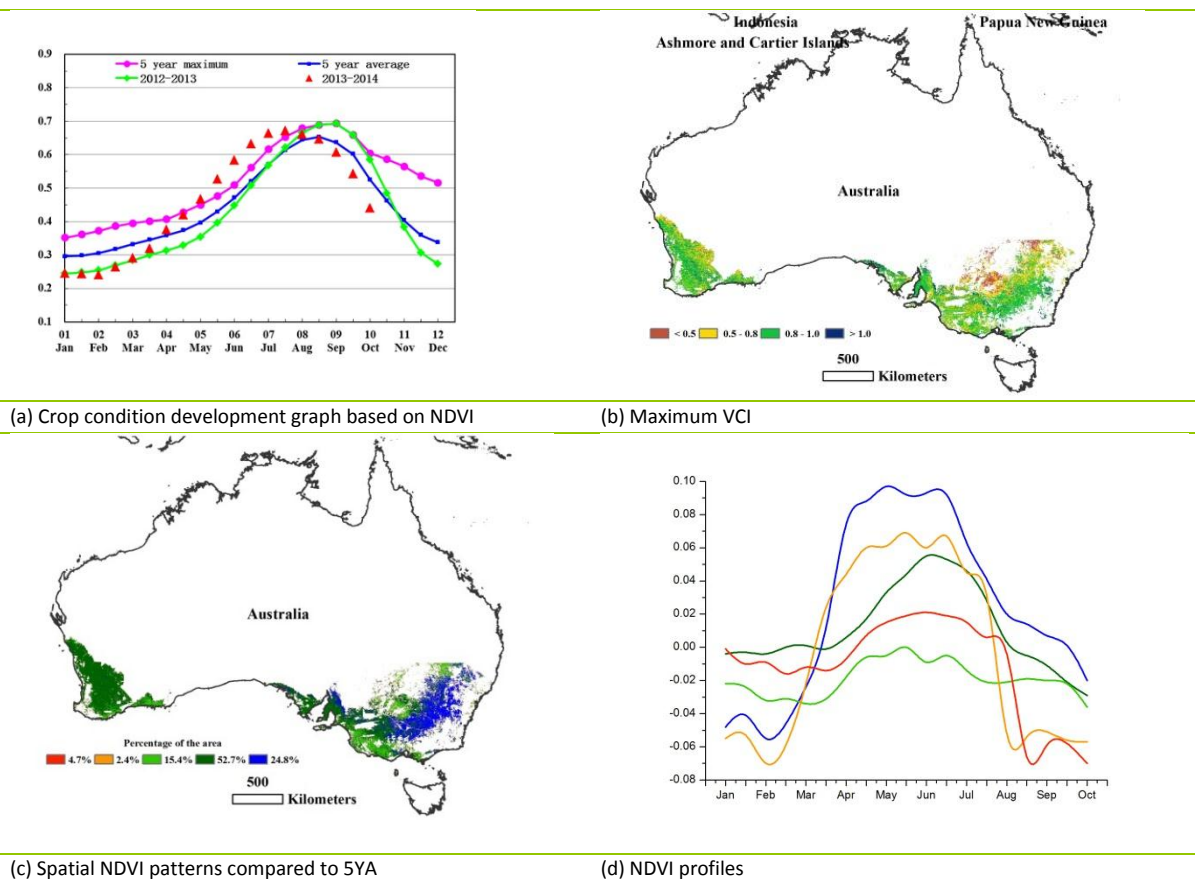 0.9
0.8
0.7
0.6
0.5
0.4
0.3
0.2
0.1
5 year maximum 5 year average
2012-2013 2013-2014
01 02 03 04 05 06 07 08 09 10 11 12
Jan Feb Mar Apr May Jun Jul Aug Sep Oct Nov Dec
(a) Crop condition development graph based on NDVI
Indonesia Papua New Guinea
Ashmore and Cartier Islands
Australia
< 0.5 0.5 - 0.8 0.8 - 1.0 > 1.0
500
Kilometers
(b) Maximum VCI
Australia
Percentage of the area
4.7% 2.4% 15.4% 52.7% 24.8%
500
Kilometers
(c) Spatial NDVI patterns compared to 5YA
0.10
0.08
0.06
0.04
0.02
0.00
-0.02
-0.04
-0.06
-0.08
Jan Feb Mar Apr May Jun Jul Aug Sep Oct
(d) NDVI profiles